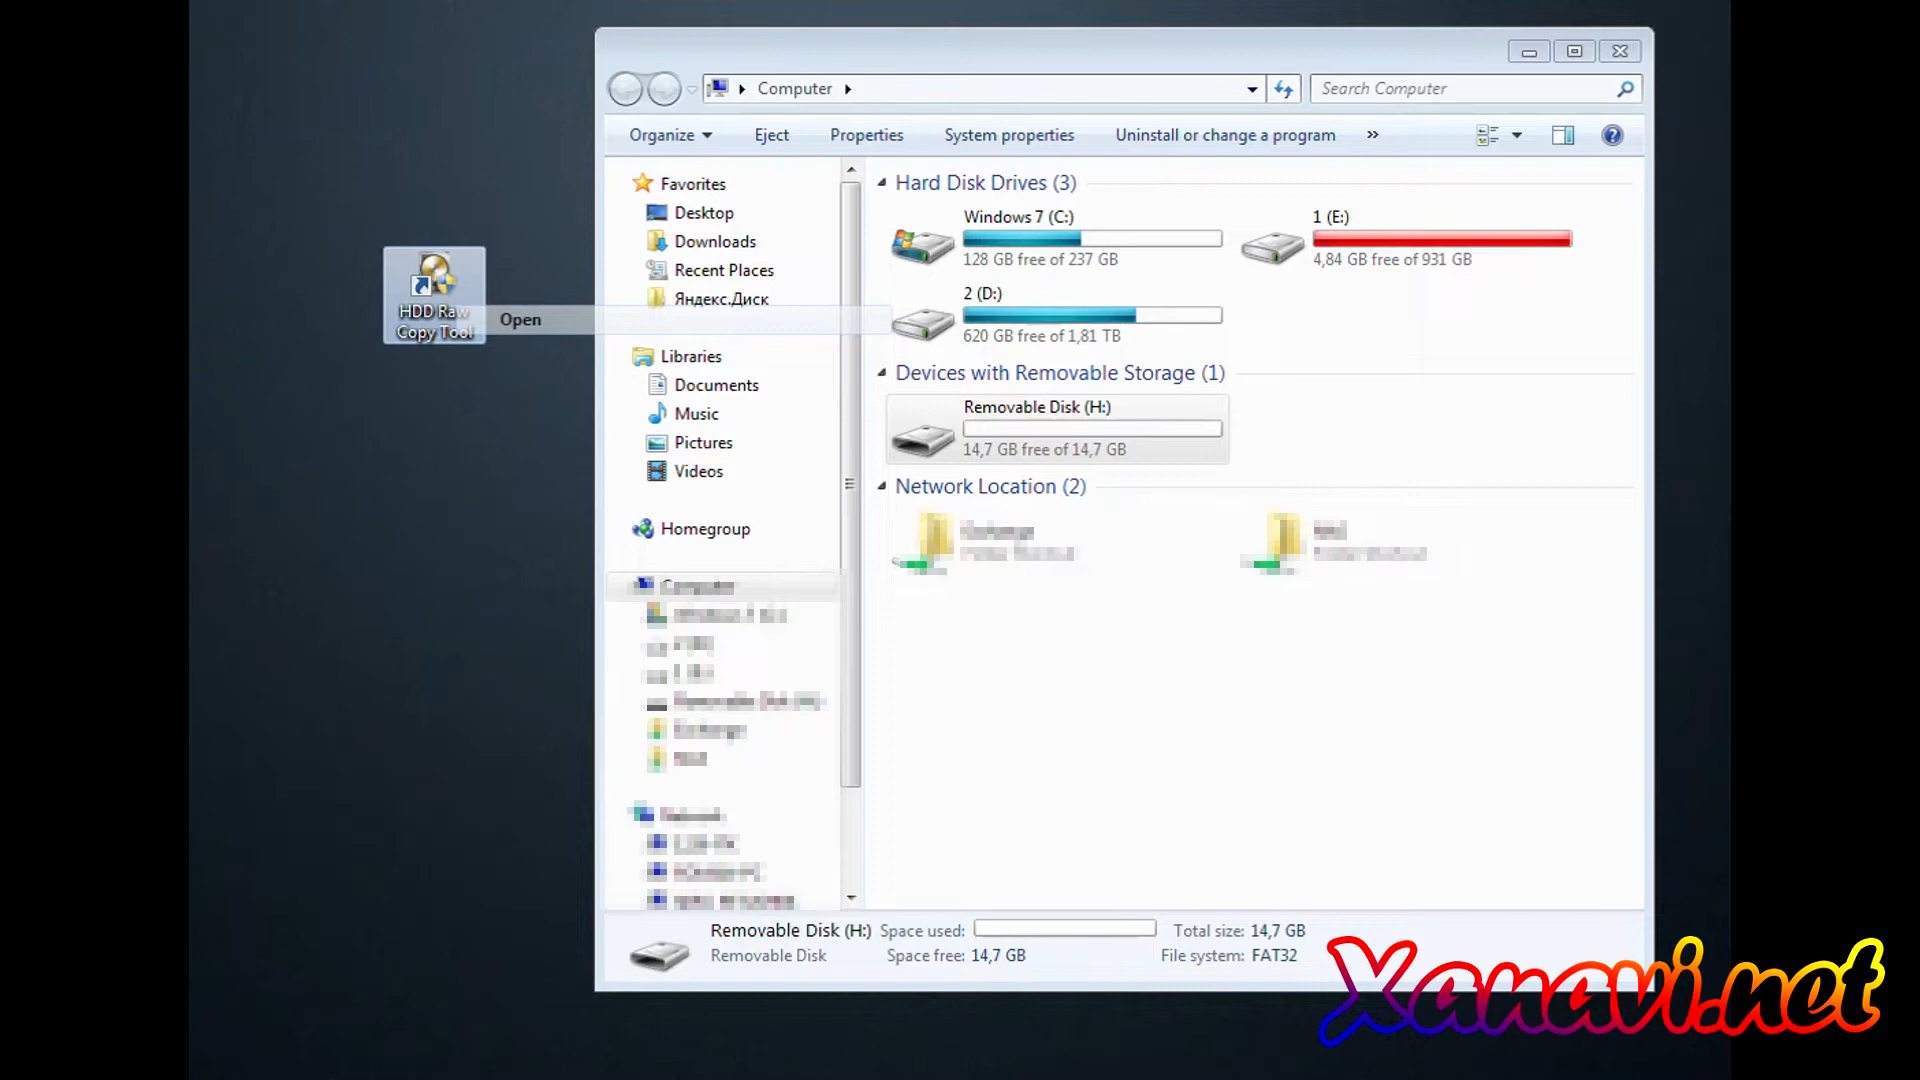 Computer
Search Computer
Organize
Eject
Properties
System properties
Uninstall or change a program
»
Favorites
Desktop
Downloads
Recent Places
Яндекс.Диск
Libraries
Documents
Music
Pictures
Videos
Homegroup
Computer
HDD Raw
Copy Tool
Open
Hard Disk Drives (3)
Windows 7 (C:)
128 GB free of 237 GB
1 (E:)
4,84 GB free of 931 GB
2 (D:)
620 GB free of 1,81 TB
Devices with Removable Storage (1)
Removable Disk (H:)
14,7 GB free of 14,7 GB
Network Location (2)
Removable Disk (H:) Space used: Total size: 14,7 GB
Removable Disk Space free: 14,7 GB File system: FAT32
Xanavi.net